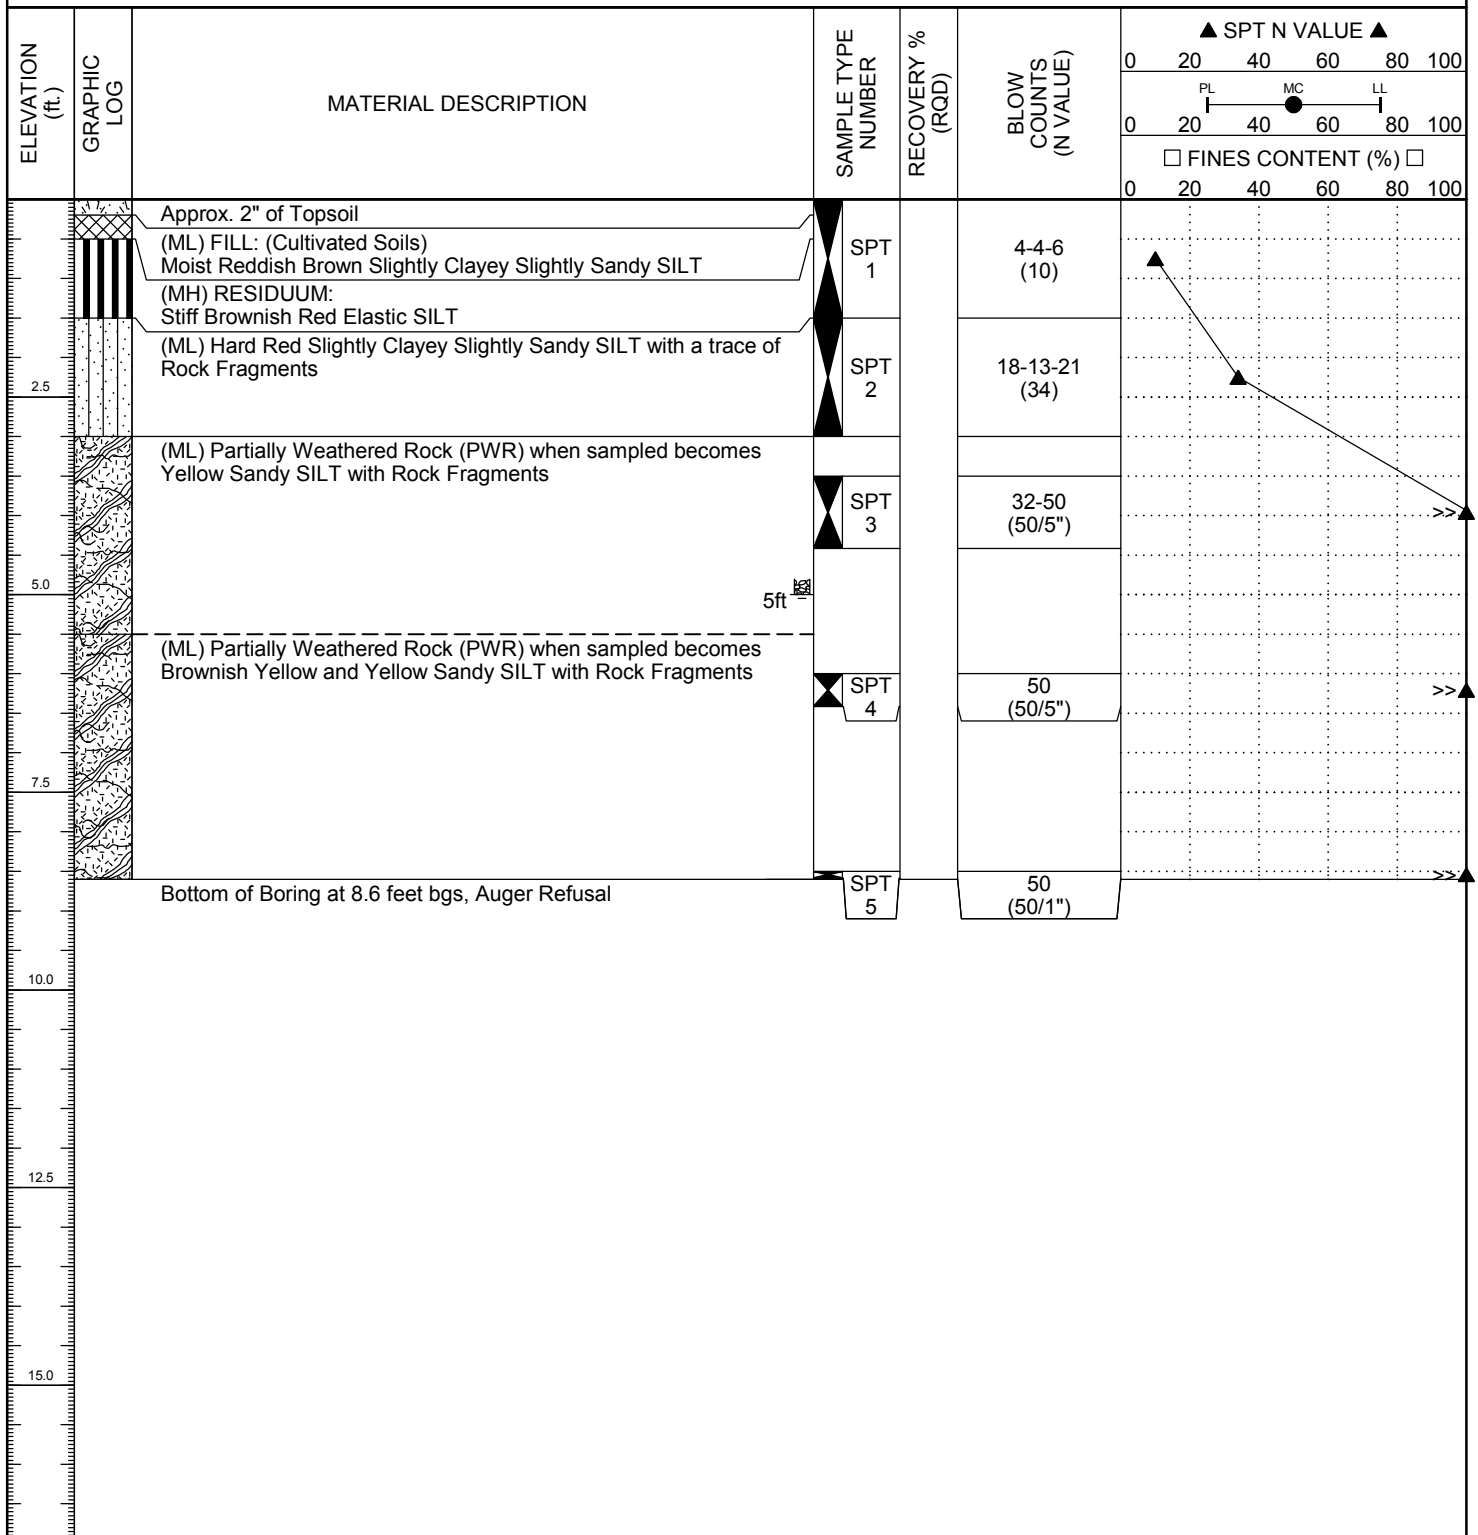 ELEVATION
(ft.)
GRAPHIC
LOG
MATERIAL DESCRIPTION
SAMPLE TYPE
NUMBER
RECOVERY %
(RQD)
BLOW
COUNTS
(N VALUE)
▲ SPT N VALUE ▲
0 20 40 60 80 100
PL MC LL
0 20 40 60 80 100
□ FINES CONTENT (%) □
0 20 40 60 80 100
Approx. 2" of Topsoil
(ML) FILL: (Cultivated Soils)
Moist Reddish Brown Slightly Clayey Slightly Sandy SILT
SPT
1
4-4-6
(10)
(MH) RESIDUUM:
Stiff Brownish Red Elastic SILT
(ML) Hard Red Slightly Clayey Slightly Sandy SILT with a trace of
Rock Fragments
SPT
2
18-13-21
(34)
2.5
(ML) Partially Weathered Rock (PWR) when sampled becomes
Yellow Sandy SILT with Rock Fragments
SPT
3
32-50
(50/5")
>>
5.0
5ft
(ML) Partially Weathered Rock (PWR) when sampled becomes
Brownish Yellow and Yellow Sandy SILT with Rock Fragments
SPT
4
50
(50/5")
>>
7.5
Bottom of Boring at 8.6 feet bgs, Auger Refusal
SPT
5
50
(50/1")
>>
10.0
12.5
15.0